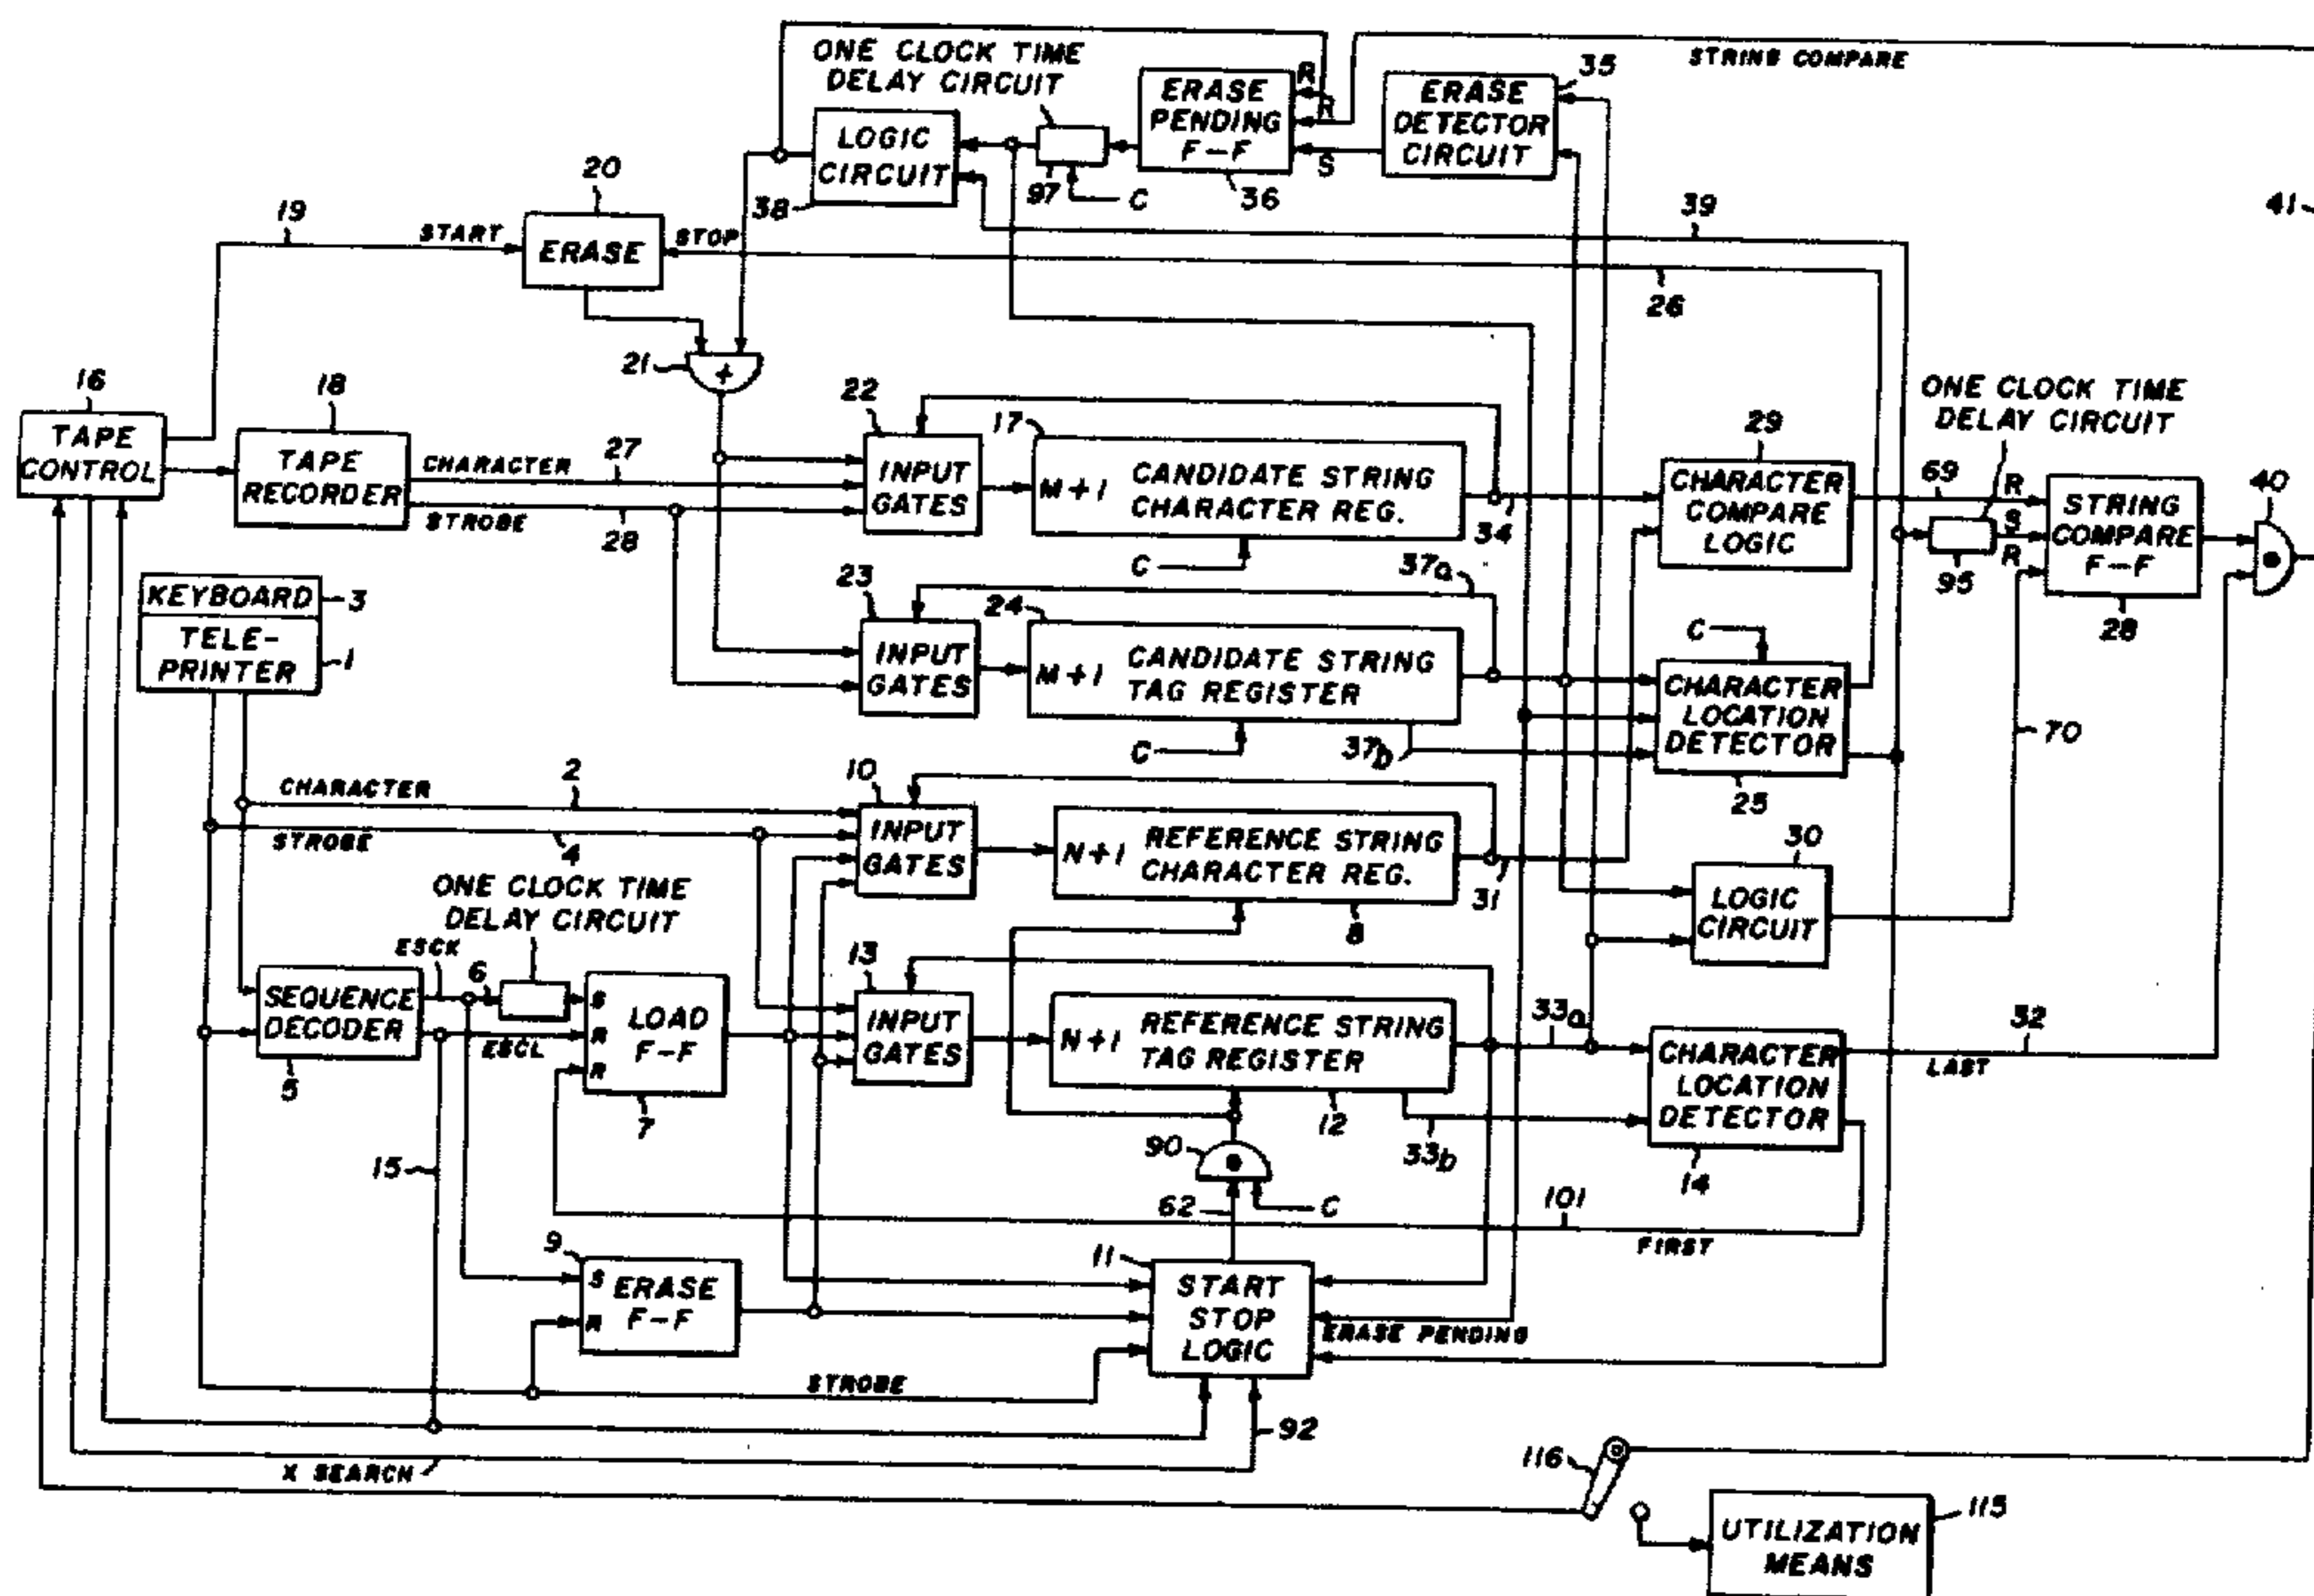 ONE CLOCK TIME
DELAY CIRCUIT
LOGIC
CIRCUIT
38
97
C
ERASE
PENDING
F-F
R
R
S
36
ERASE
DETECTOR
CIRCUIT
35
STRING COMPARE
41
19
START
20
ERASE
STOP
39
26
21
+
16
TAPE
CONTROL
18
TAPE
RECORDER
CHARACTER
27
STROBE
28
22
INPUT
GATES
17
M+1
CANDIDATE STRING
CHARACTER REG.
C
34
29
CHARACTER
COMPARE
LOGIC
ONE CLOCK TIME
DELAY CIRCUIT
69
R
S
R
95
STRING
COMPARE
F-F
28
40
KEYBOARD
3
TELE-
PRINTER
1
23
INPUT
GATES
24
M+1
CANDIDATE STRING
TAG REGISTER
C
37a
37b
C
CHARACTER
LOCATION
DETECTOR
25
70
CHARACTER
2
STROBE
4
10
INPUT
GATES
N+1
REFERENCE STRING
CHARACTER REG.
8
31
30
LOGIC
CIRCUIT
ONE CLOCK TIME
DELAY CIRCUIT
ESCK
6
SEQUENCE
DECODER
5
ESCL
S
R
R
LOAD
F-F
7
13
INPUT
GATES
N+1
REFERENCE STRING
TAG REGISTER
12
33a
33b
CHARACTER
LOCATION
DETECTOR
14
32
LAST
15
90
62
C
101
FIRST
9
S
R
ERASE
F-F
11
START
STOP
LOGIC
ERASE PENDING
STROBE
92
X SEARCH
116
UTILIZATION
MEANS
115